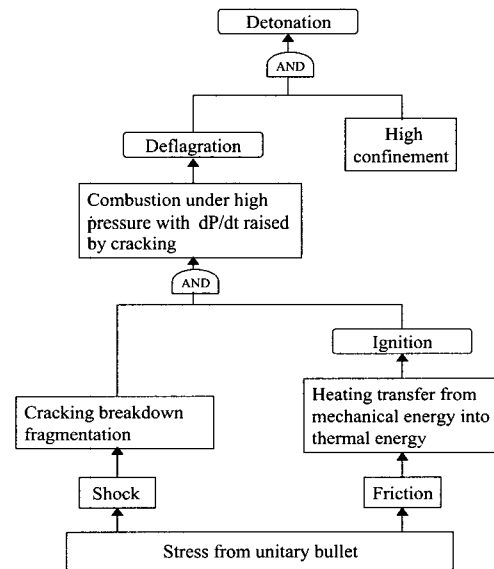 Detonation
AND
Deflagration
High
confinement
Combustion under high
pressure with dP/dt raised
by cracking
AND
Ignition
Cracking breakdown
fragmentation
Heating transfer from
mechanical energy into
thermal energy
Shock
Friction
Stress from unitary bullet